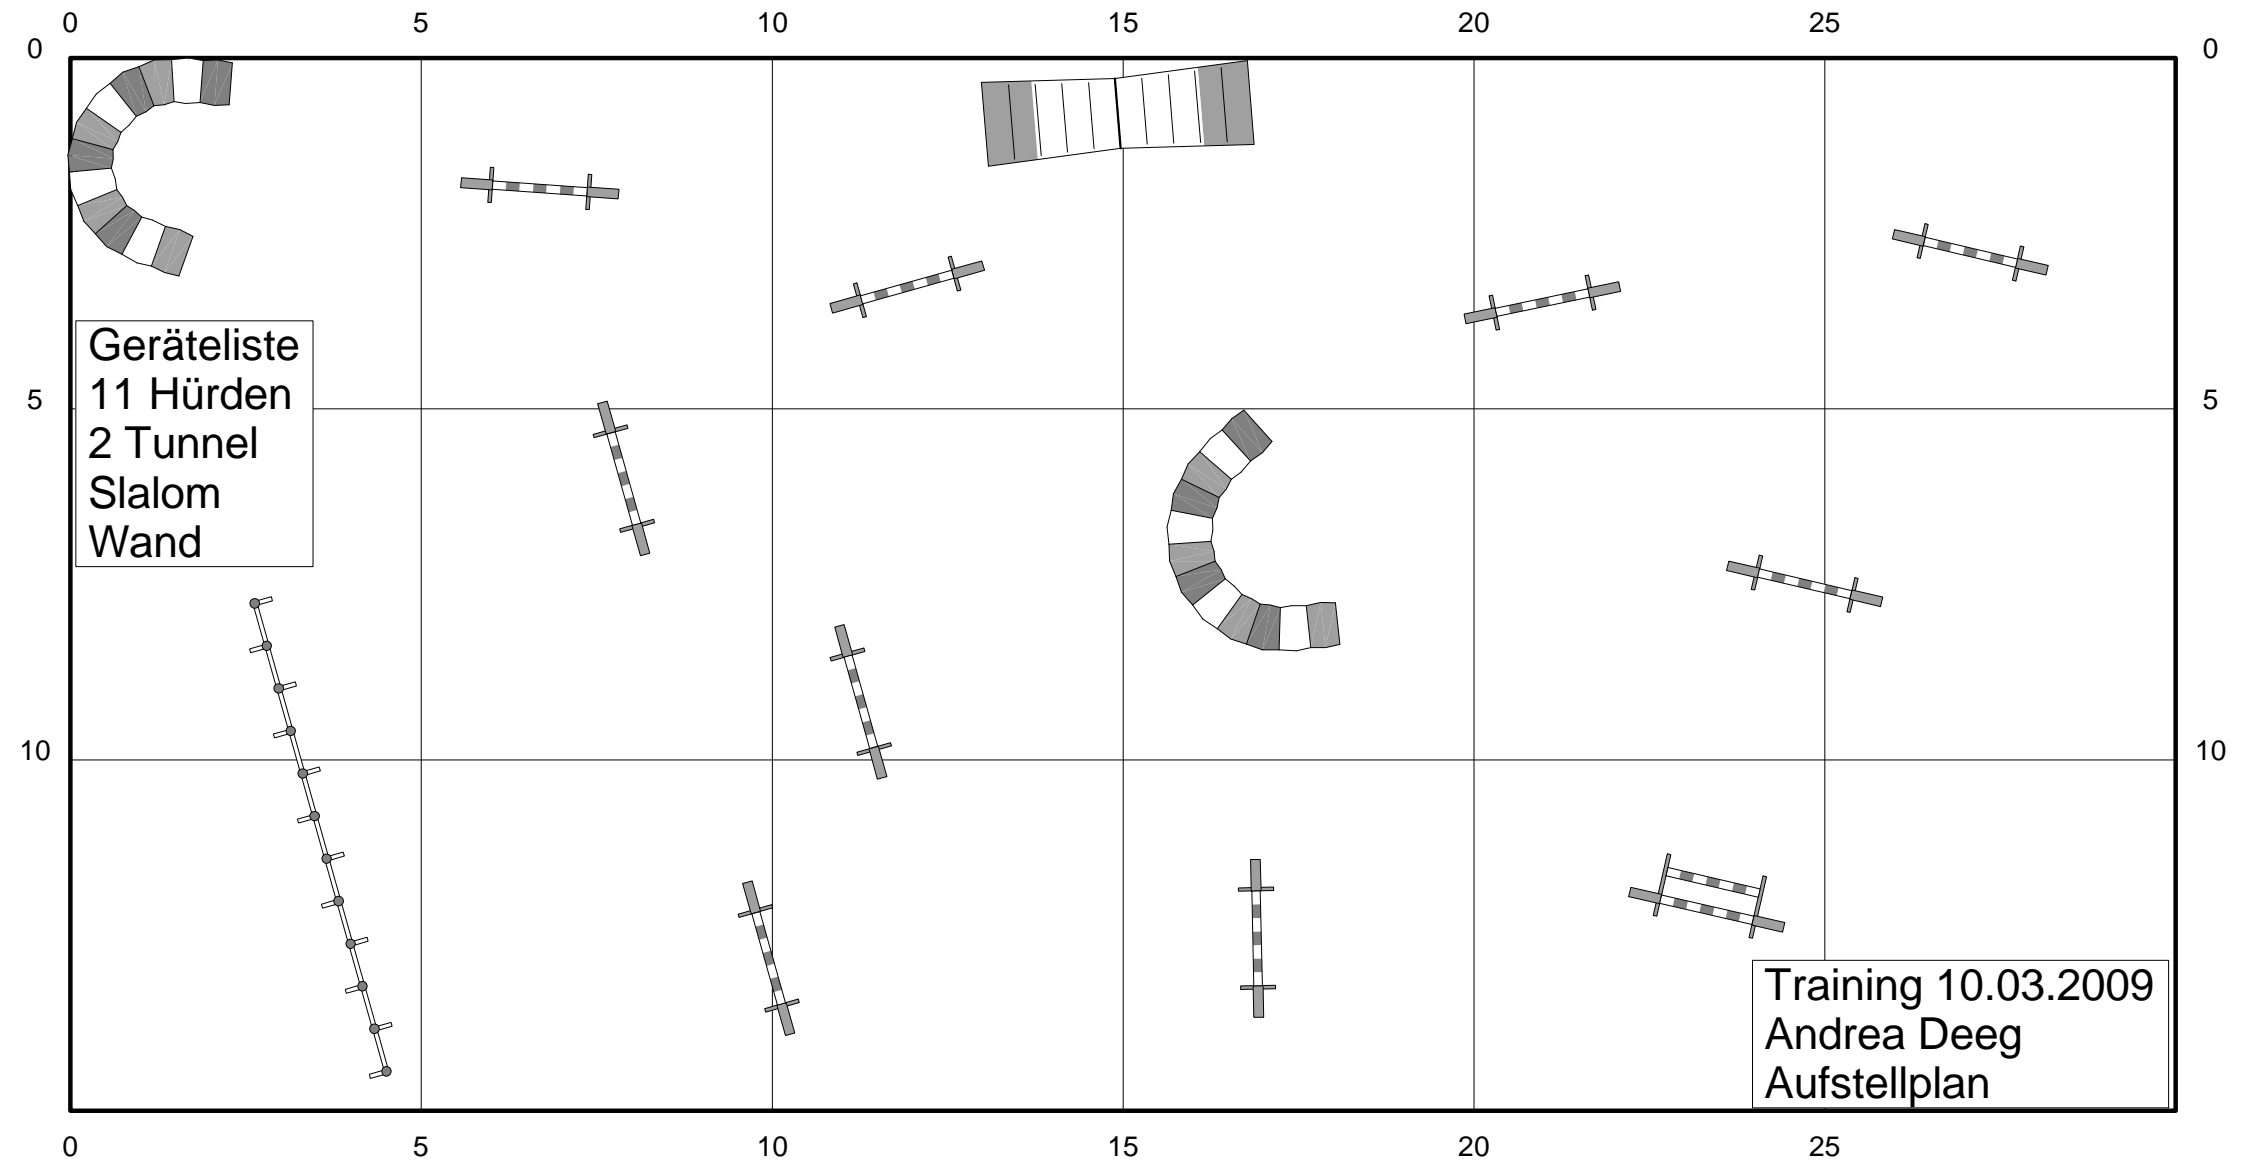 0 5 10 15 20 25
0 0
Geräteliste
11 Hürden
2 Tunnel
Slalom
Wand
5 5
10 10
Training 10.03.2009
Andrea Deeg
Aufstellplan
0 5 10 15 20 25